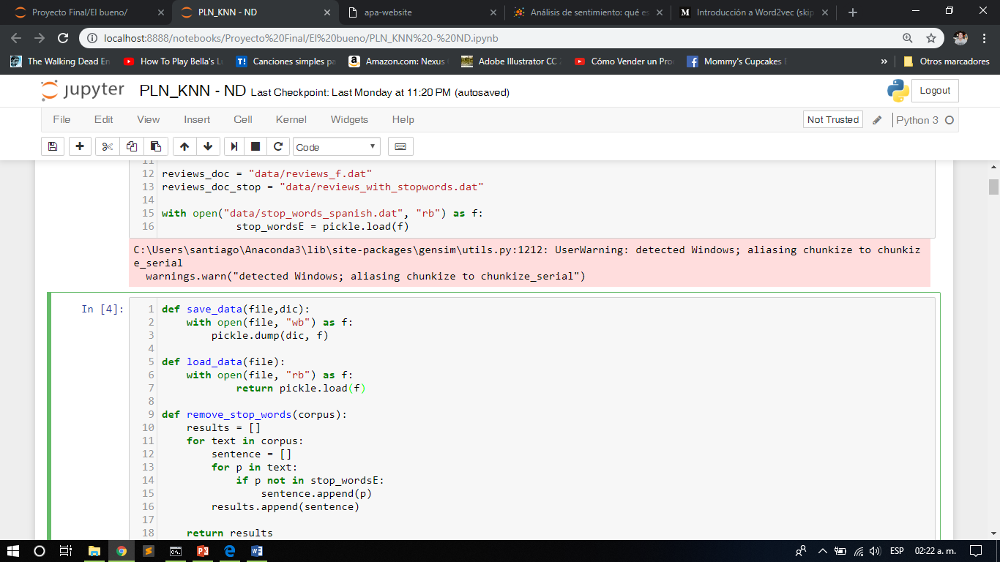 Proyecto Final/El bueno/
PLN_KNN - ND
apa-website
Análisis de sentimiento: qué es
Introducción a Word2vec (skip
localhost:8888/notebooks/Proyecto%20Final/El%20bueno/PLN_KNN%20-%20ND.ipynb
The Walking Dead En
How To Play Bella's Lu
Canciones simples pa
Amazon.com: Nexus
Adobe Illustrator CC 2
Cómo Vender un Pro
Mommy's Cupcakes
»
Otros marcadores
jupyter PLN_KNN - ND Last Checkpoint: Last Monday at 11:20 PM (autosaved)
Logout
File Edit View Insert Cell Kernel Widgets Help
Not Trusted
Python 3
Code
11
12 reviews_doc = "data/reviews_f.dat"
13 reviews_doc_stop = "data/reviews_with_stopwords.dat"
14
15 with open("data/stop_words_spanish.dat", "rb") as f:
16             stop_wordsE = pickle.load(f)
C:\Users\santiago\Anaconda3\lib\site-packages\gensim\utils.py:1212: UserWarning: detected Windows; aliasing chunkize to chunkiz
e_serial
  warnings.warn("detected Windows; aliasing chunkize to chunkize_serial")
In [4]:
1 def save_data(file,dic):
2     with open(file, "wb") as f:
3         pickle.dump(dic, f)
4
5 def load_data(file):
6     with open(file, "rb") as f:
7             return pickle.load(f)
8
9 def remove_stop_words(corpus):
10     results = []
11     for text in corpus:
12         sentence = []
13         for p in text:
14             if p not in stop_wordsE:
15                 sentence.append(p)
16         results.append(sentence)
17
18     return results
ESP
02:22 a. m.